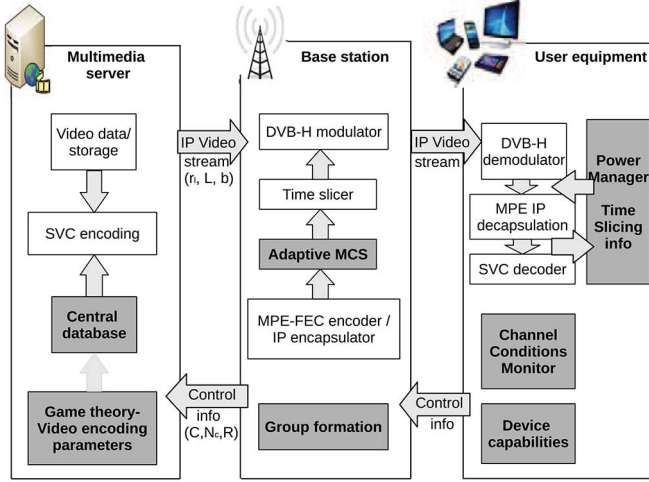 Multimedia
server
Video data/
storage
SVC encoding
Central
database
Game theory-
Video encoding
parameters
IP Video
stream
(rᵢ, L, b)
Control
info
(C,N꜀,R)
Base station
DVB-H modulator
Time slicer
Adaptive MCS
MPE-FEC encoder /
IP encapsulator
Group formation
IP Video
stream
Control
info
User equipment
DVB-H
demodulator
MPE IP
decapsulation
SVC decoder
Power
Manager
Time
Slicing
info
Channel
Conditions
Monitor
Device
capabilities